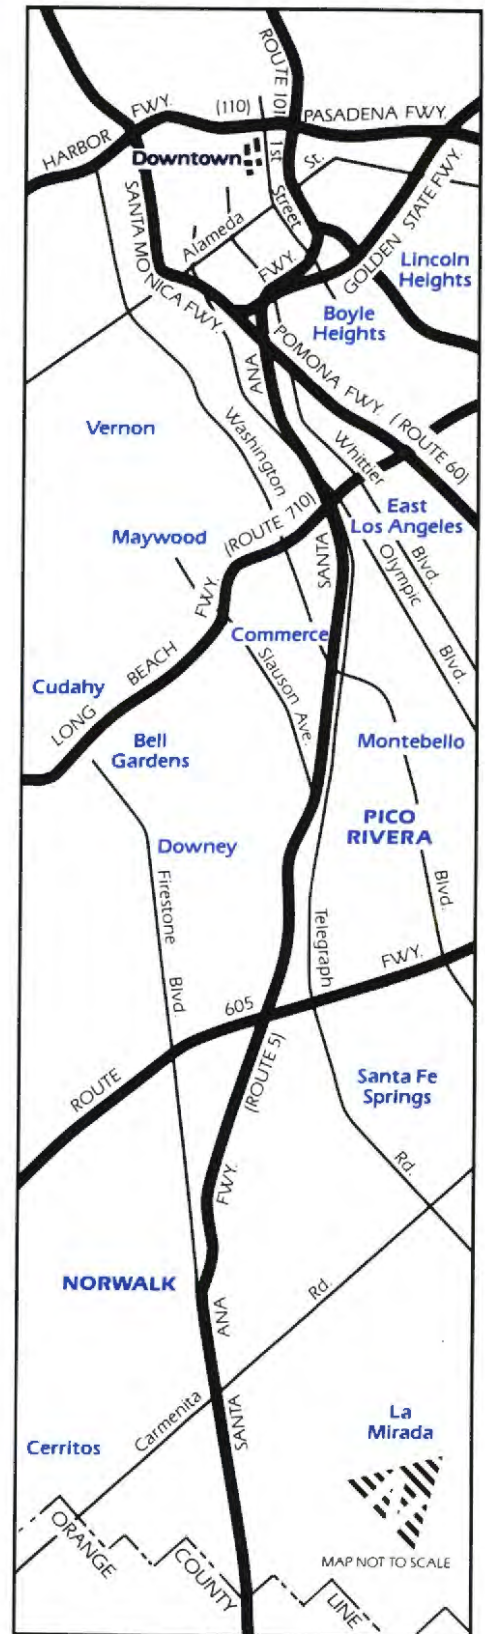 ROUTE 101
HARBOR FWY. (110) PASADENA FWY.
Downtown
1st Street
St.
Alameda
SANTA MONICA FWY.
FWY.
GOLDEN STATE FWY.
Lincoln
Heights
Boyle
Heights
ANA
POMONA FWY. (ROUTE 60)
Vernon
Washington
Whittier
Blvd.
East
Los Angeles
Olympic
Blvd.
Maywood
(ROUTE 710)
SANTA
FWY.
Commerce
Slauson Ave.
LONG BEACH
Cudahy
Bell
Gardens
Montebello
PICO
RIVERA
Downey
Firestone
Blvd.
Telegraph
Blvd.
FWY.
605
ROUTE
(ROUTE 5)
Santa Fe
Springs
Rd.
FWY.
NORWALK
ANA
Rd.
Carmenita
SANTA
La
Mirada
Cerritos
MAP NOT TO SCALE
ORANGE COUNTY LINE